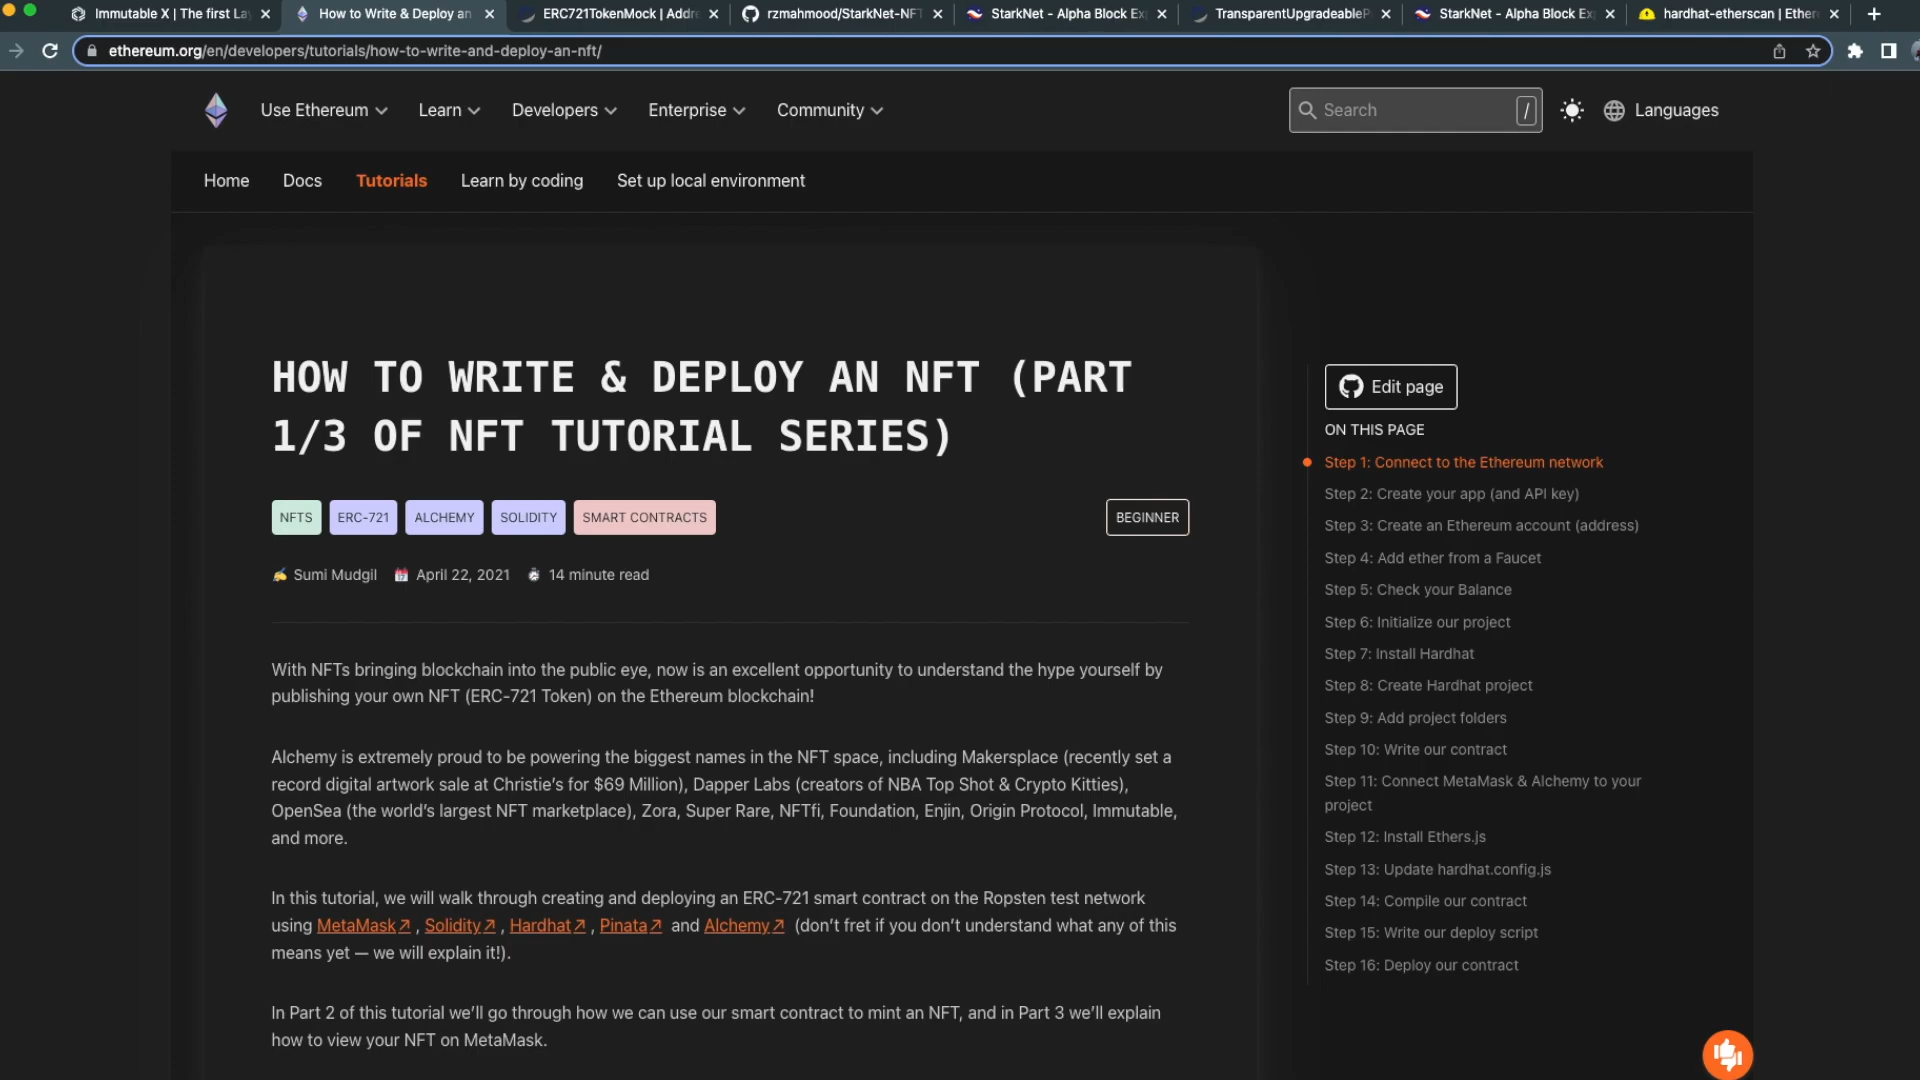 Immutable X | The first La
How to Write & Deploy an
ERC721TokenMock | Addre
rzmahmood/StarkNet-NFT
StarkNet - Alpha Block Ex
TransparentUpgradeableP
StarkNet - Alpha Block Ex
hardhat-etherscan | Ether
ethereum.org/en/developers/tutorials/how-to-write-and-deploy-an-nft/
Use Ethereum
Learn
Developers
Enterprise
Community
Search
/
Languages
Home
Docs
Tutorials
Learn by coding
Set up local environment
HOW TO WRITE & DEPLOY AN NFT (PART
1/3 OF NFT TUTORIAL SERIES)
NFTS
ERC-721
ALCHEMY
SOLIDITY
SMART CONTRACTS
BEGINNER
Sumi Mudgil
April 22, 2021
14 minute read
With NFTs bringing blockchain into the public eye, now is an excellent opportunity to understand the hype yourself by
publishing your own NFT (ERC-721 Token) on the Ethereum blockchain!
Alchemy is extremely proud to be powering the biggest names in the NFT space, including Makersplace (recently set a
record digital artwork sale at Christie’s for $69 Million), Dapper Labs (creators of NBA Top Shot & Crypto Kitties),
OpenSea (the world’s largest NFT marketplace), Zora, Super Rare, NFTfi, Foundation, Enjin, Origin Protocol, Immutable,
and more.
In this tutorial, we will walk through creating and deploying an ERC-721 smart contract on the Ropsten test network
using MetaMask↗ , Solidity↗ , Hardhat↗ , Pinata↗ and Alchemy↗ (don’t fret if you don’t understand what any of this
means yet — we will explain it!).
In Part 2 of this tutorial we’ll go through how we can use our smart contract to mint an NFT, and in Part 3 we’ll explain
how to view your NFT on MetaMask.
Edit page
ON THIS PAGE
Step 1: Connect to the Ethereum network
Step 2: Create your app (and API key)
Step 3: Create an Ethereum account (address)
Step 4: Add ether from a Faucet
Step 5: Check your Balance
Step 6: Initialize our project
Step 7: Install Hardhat
Step 8: Create Hardhat project
Step 9: Add project folders
Step 10: Write our contract
Step 11: Connect MetaMask & Alchemy to your
project
Step 12: Install Ethers.js
Step 13: Update hardhat.config.js
Step 14: Compile our contract
Step 15: Write our deploy script
Step 16: Deploy our contract